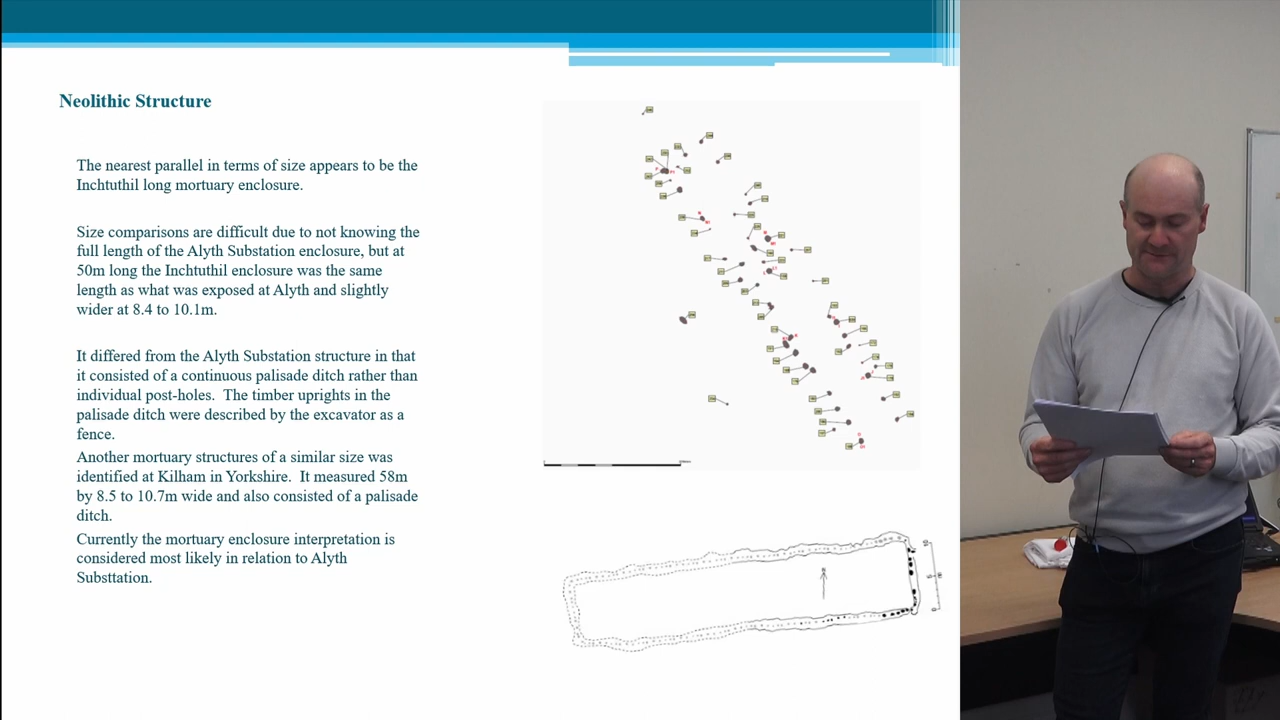 Neolithic Structure
The nearest parallel in terms of size appears to be the
Inchtuthil long mortuary enclosure.
Size comparisons are difficult due to not knowing the
full length of the Alyth Substation enclosure, but at
50m long the Inchtuthil enclosure was the same
length as what was exposed at Alyth and slightly
wider at 8.4 to 10.1m.
It differed from the Alyth Substation structure in that
it consisted of a continuous palisade ditch rather than
individual post-holes.  The timber uprights in the
palisade ditch were described by the excavator as a
fence.
Another mortuary structures of a similar size was
identified at Kilham in Yorkshire.  It measured 58m
by 8.5 to 10.7m wide and also consisted of a palisade
ditch.
Currently the mortuary enclosure interpretation is
considered most likely in relation to Alyth
Substtation.